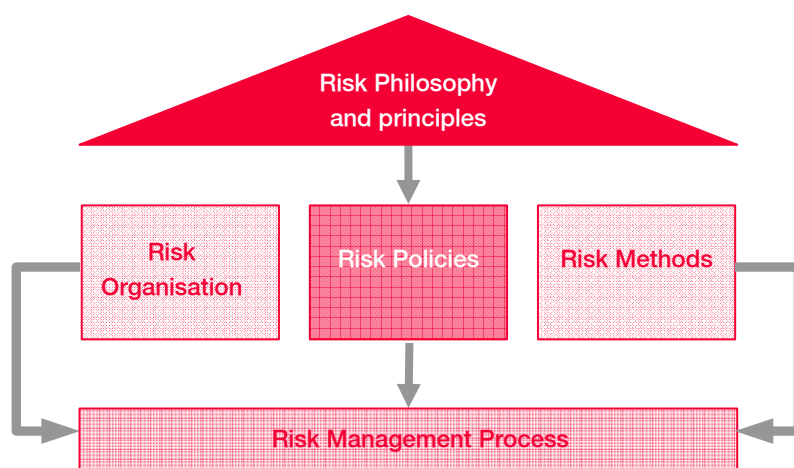 Risk Philosophy
and principles
Risk
Organisation
Risk Policies
Risk Methods
Risk Management Process